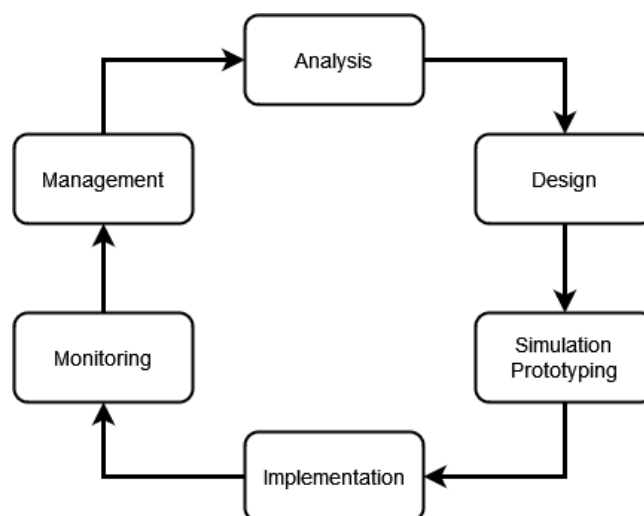 Analysis
Management
Design
Monitoring
Simulation
Prototyping
Implementation